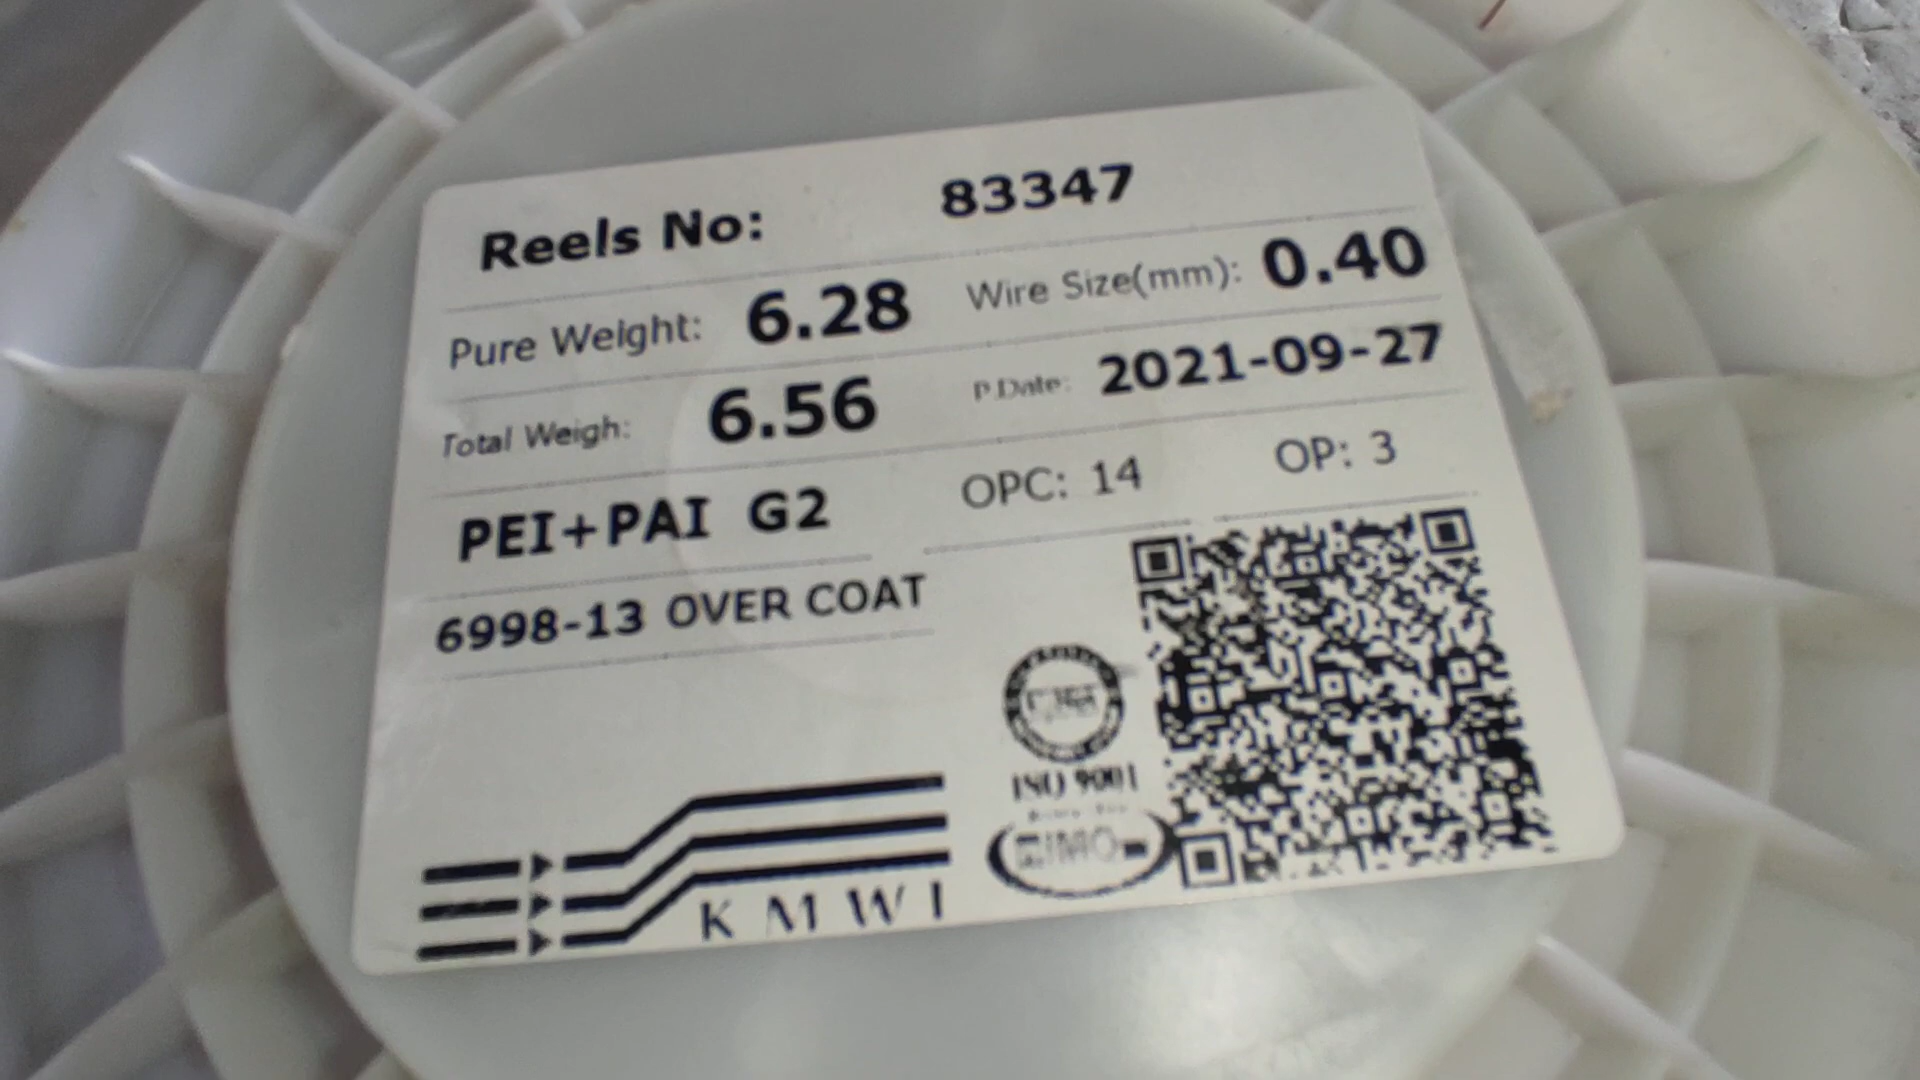 Reels No: 83347
Pure Weight: 6.28 Wire Size(mm): 0.40
Total Weigh: 6.56 P.Date: 2021-09-27
PEI+PAI G2 OPC: 14 OP: 3
6998-13 OVER COAT
ISO 9001
KMWI